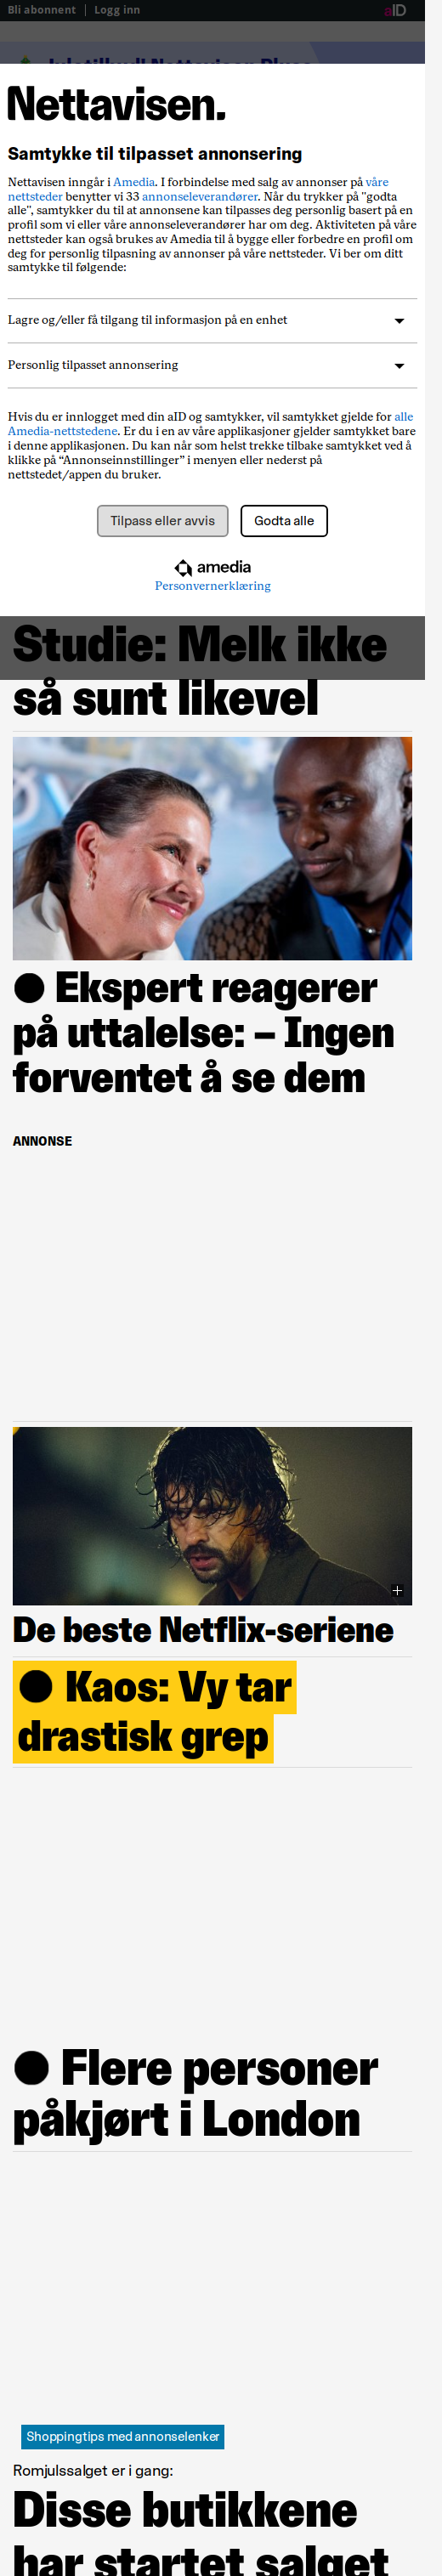 Bli abonnent
Logg inn
aID
Nettavisen.
Samtykke til tilpasset annonsering
Nettavisen inngår i Amedia. I forbindelse med salg av annonser på våre
nettsteder benytter vi 33 annonseleverandører. Når du trykker på "godta
alle", samtykker du til at annonsene kan tilpasses deg personlig basert på en
profil som vi eller våre annonseleverandører har om deg. Aktiviteten på våre
nettsteder kan også brukes av Amedia til å bygge eller forbedre en profil om
deg for personlig tilpasning av annonser på våre nettsteder. Vi ber om ditt
samtykke til følgende:
Lagre og/eller få tilgang til informasjon på en enhet
Personlig tilpasset annonsering
Hvis du er innlogget med din aID og samtykker, vil samtykket gjelde for alle
Amedia-nettstedene. Er du i en av våre applikasjoner gjelder samtykket bare
i denne applikasjonen. Du kan når som helst trekke tilbake samtykket ved å
klikke på “Annonseinnstillinger” i menyen eller nederst på
nettstedet/appen du bruker.
Tilpass eller avvis
Godta alle
amedia
Personvernerklæring
Studie: Melk ikke
så sunt likevel
Ekspert reagerer
på uttalelse: – Ingen
forventet å se dem
ANNONSE
De beste Netflix-seriene
Kaos: Vy tar
drastisk grep
Flere personer
påkjørt i London
Shoppingtips med annonselenker
Romjulssalget er i gang:
Disse butikkene
har startet salget